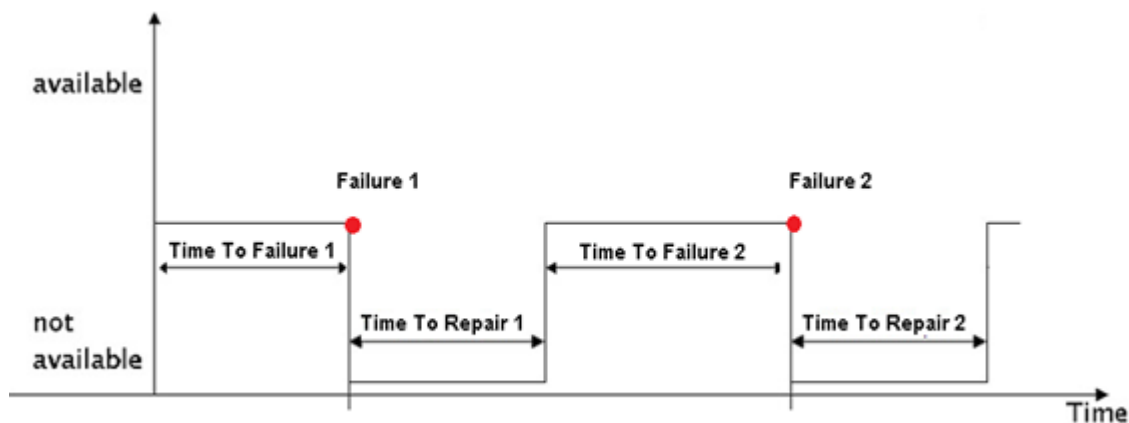 available
Failure 1
Failure 2
Time To Failure 1
Time To Failure 2
Time To Repair 1
Time To Repair 2
not
available
Time